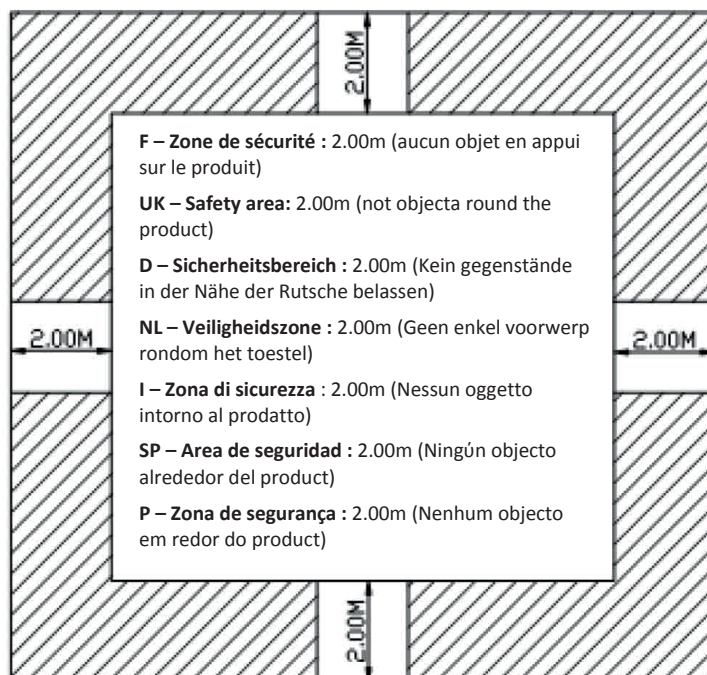 2.00M
F – Zone de sécurité : 2.00m (aucun objet en appui
sur le produit)
UK – Safety area: 2.00m (not objecta round the
product)
D – Sicherheitsbereich : 2.00m (Kein gegenstände
in der Nähe der Rutsche belassen)
NL – Veiligheidszone : 2.00m (Geen enkel voorwerp
rondom het toestel)
I – Zona di sicurezza : 2.00m (Nessun oggetto
intorno al prodatto)
SP – Area de seguridad : 2.00m (Ningún objecto
alrededor del product)
P – Zona de segurança : 2.00m (Nenhum objecto
em redor do product)
2.00M
2.00M
2.00M